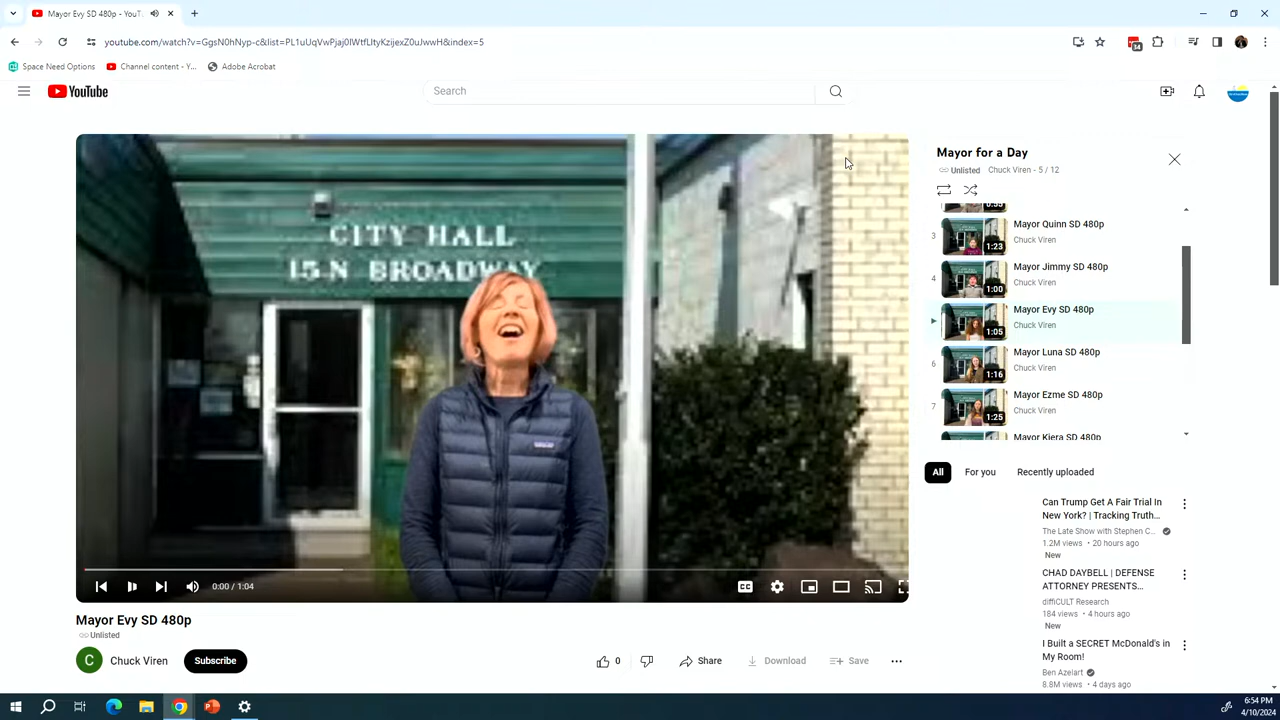 Mayor Evy SD 480p - YouT
youtube.com/watch?v=GgsN0hNyp-c&list=PL1uUqVwPjaj0IWtfLItyKzijexZ0uJwwH&index=5
14
Space Need Options
Channel content - Y...
Adobe Acrobat
YouTube
Search
CITY HALL
15 N BROADWAY
Mayor for a Day
Unlisted Chuck Viren - 5 / 12
0:55
3 Mayor Quinn SD 480p
Chuck Viren
1:23
4 Mayor Jimmy SD 480p
Chuck Viren
1:00
Mayor Evy SD 480p
Chuck Viren
1:05
6 Mayor Luna SD 480p
Chuck Viren
1:16
7 Mayor Ezme SD 480p
Chuck Viren
1:25
Mayor Kiera SD 480p
All For you Recently uploaded
Can Trump Get A Fair Trial In
New York? | Tracking Truth...
The Late Show with Stephen C...
1.2M views • 20 hours ago
New
CHAD DAYBELL | DEFENSE
ATTORNEY PRESENTS...
diffiCULT Research
184 views • 4 hours ago
New
I Built a SECRET McDonald's in
My Room!
Ben Azelart
8.8M views • 4 days ago
0:00 / 1:04
CC
Mayor Evy SD 480p
Unlisted
C
Chuck Viren
Subscribe
0
Share
Download
Save
6:54 PM
4/10/2024